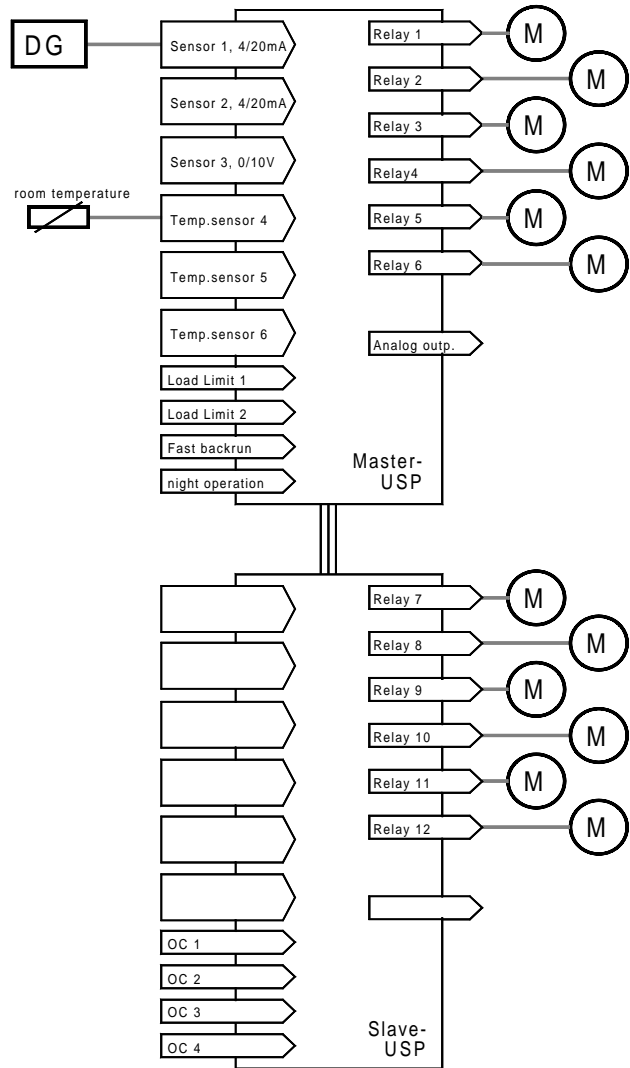 DG
Sensor 1, 4/20mA
Sensor 2, 4/20mA
Sensor 3, 0/10V
room temperature
Temp.sensor 4
Temp.sensor 5
Temp.sensor 6
Load Limit 1
Load Limit 2
Fast backrun
night operation
Relay 1
M
Relay 2
M
Relay 3
M
Relay4
M
Relay 5
M
Relay 6
M
Analog outp.
Master-
USP
Relay 7
M
Relay 8
M
Relay 9
M
Relay 10
M
Relay 11
M
Relay 12
M
OC 1
OC 2
OC 3
OC 4
Slave-
USP